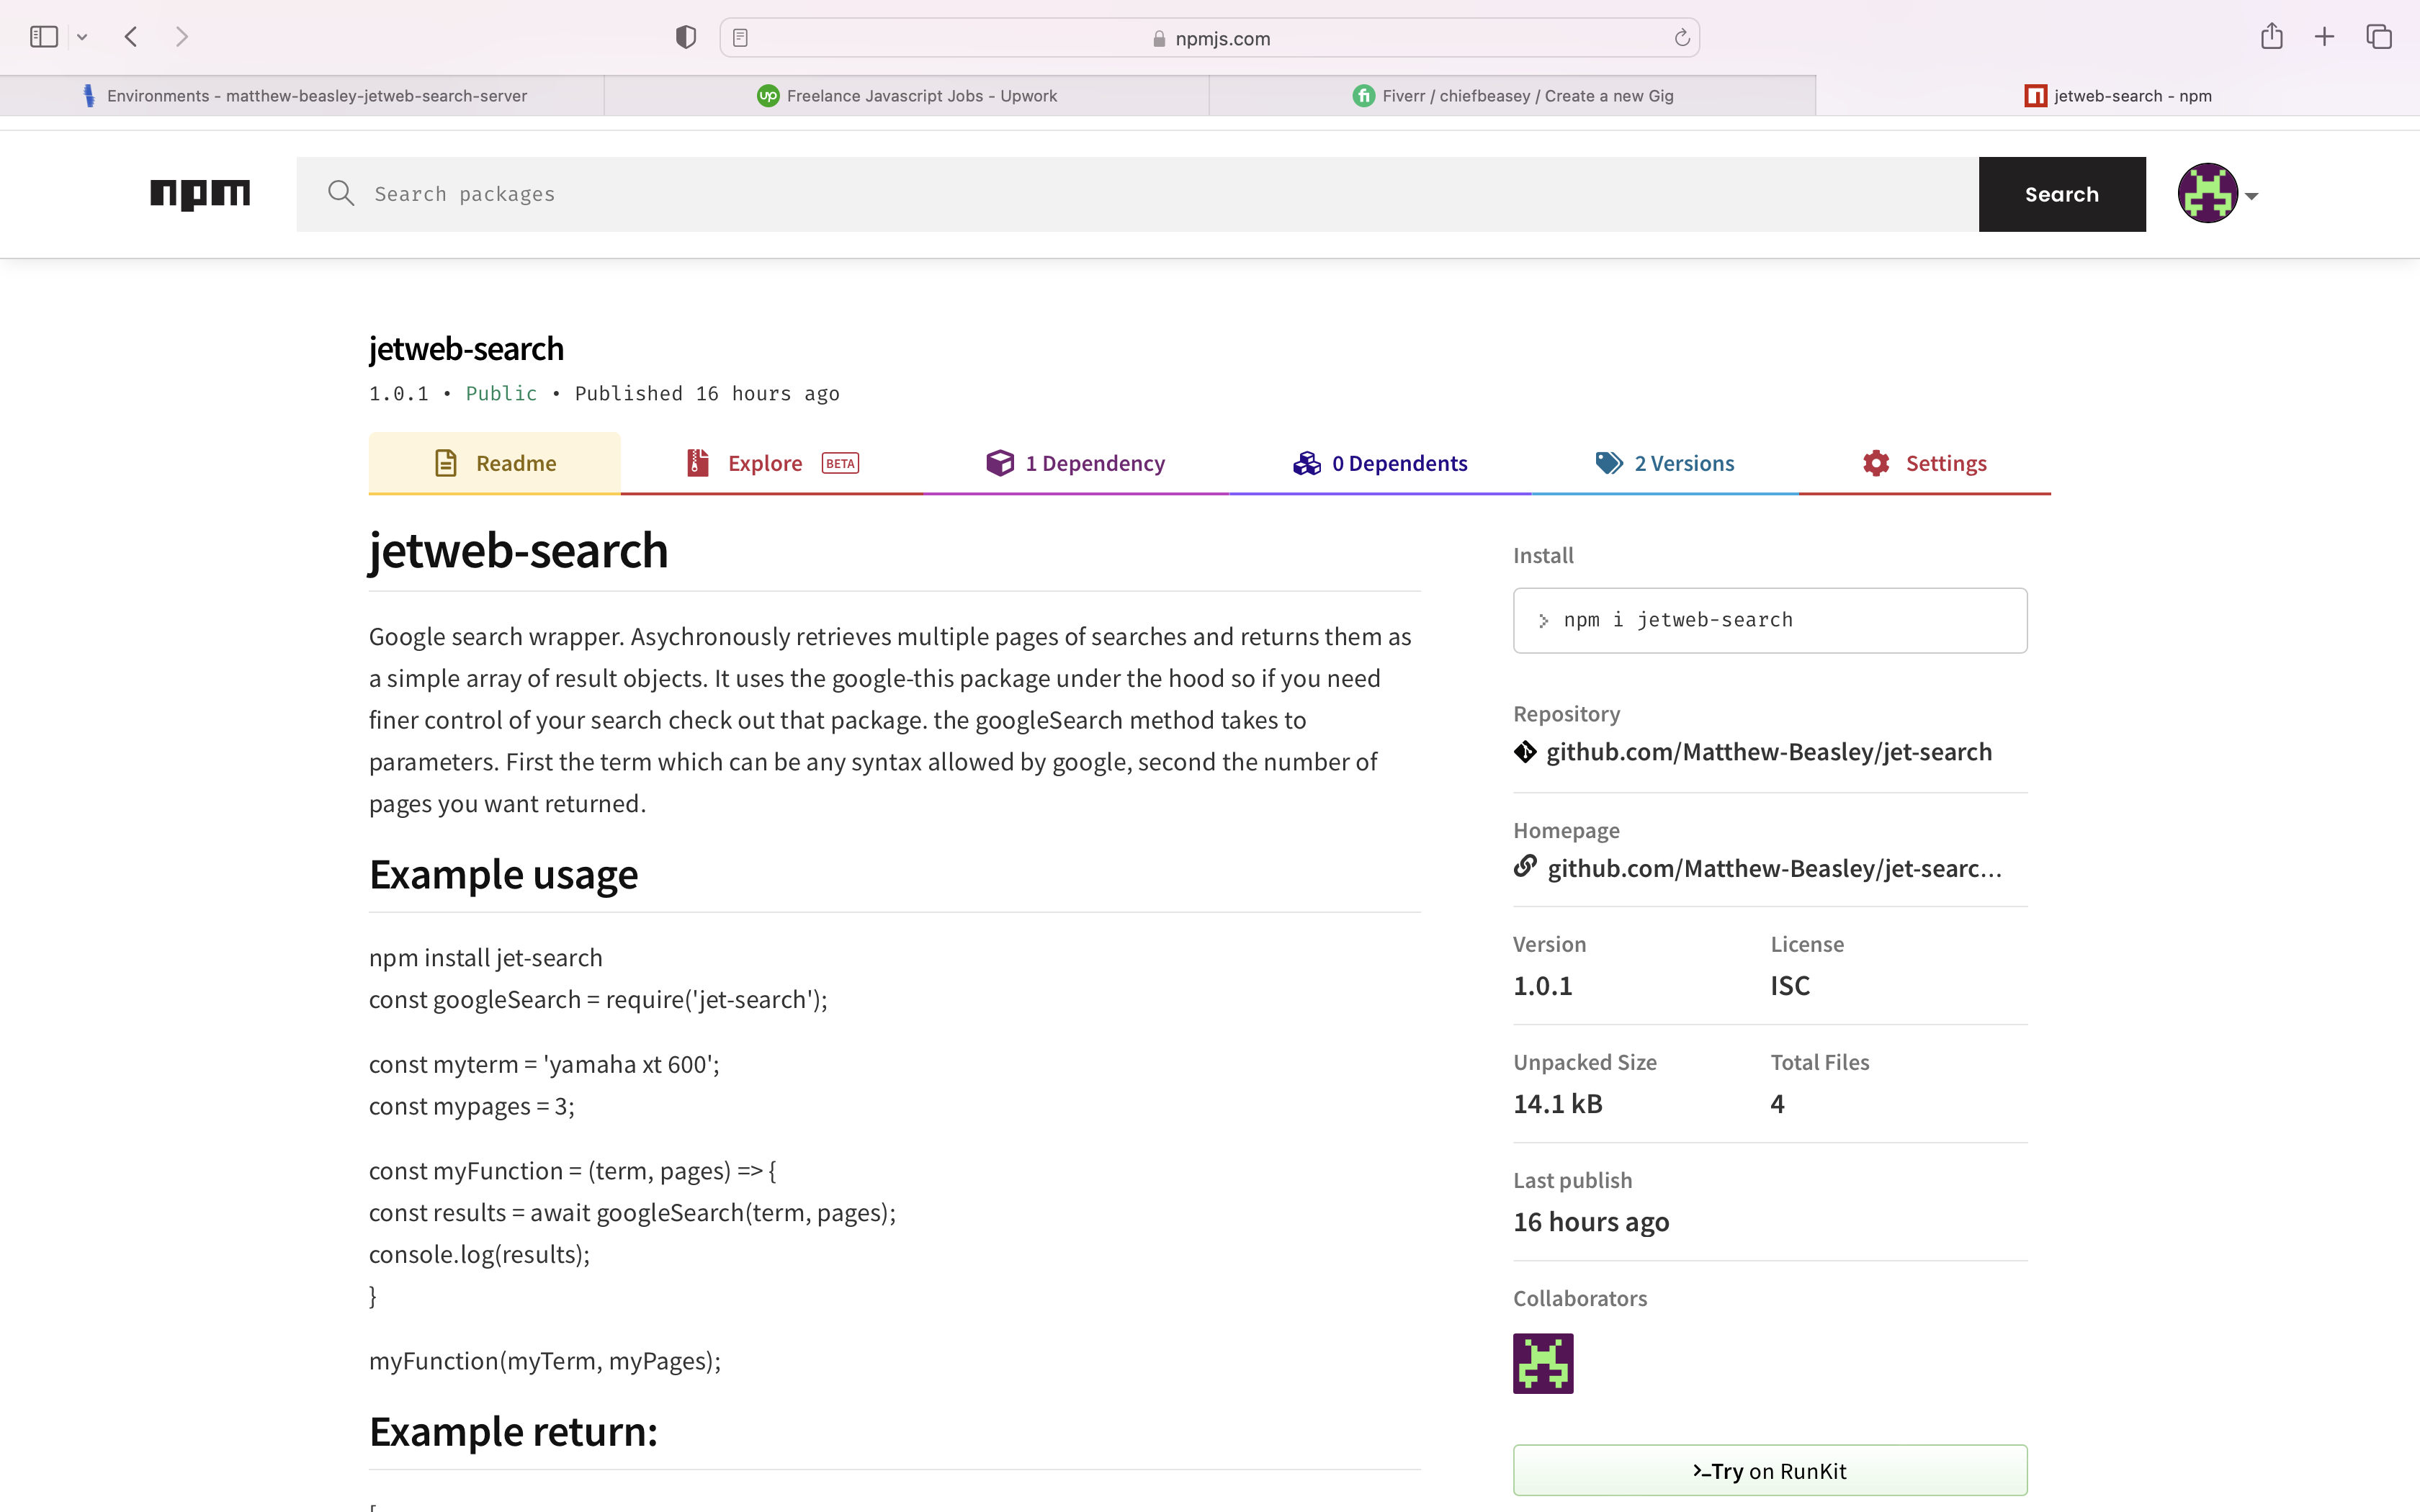 npmjs.com
Environments - matthew-beasley-jetweb-search-server
up Freelance Javascript Jobs - Upwork
fi Fiverr / chiefbeasey / Create a new Gig
jetweb-search - npm
npm
Search packages
Search
jetweb-search
1.0.1 • Public • Published 16 hours ago
Readme
Explore BETA
1 Dependency
0 Dependents
2 Versions
Settings
jetweb-search
Google search wrapper. Asychronously retrieves multiple pages of searches and returns them as
a simple array of result objects. It uses the google-this package under the hood so if you need
finer control of your search check out that package. the googleSearch method takes to
parameters. First the term which can be any syntax allowed by google, second the number of
pages you want returned.
Example usage
npm install jet-search
const googleSearch = require('jet-search');
const myterm = 'yamaha xt 600';
const mypages = 3;
const myFunction = (term, pages) => {
const results = await googleSearch(term, pages);
console.log(results);
}
myFunction(myTerm, myPages);
Example return:
[
Install
> npm i jetweb-search
Repository
github.com/Matthew-Beasley/jet-search
Homepage
github.com/Matthew-Beasley/jet-searc...
Version
License
1.0.1
ISC
Unpacked Size
Total Files
14.1 kB
4
Last publish
16 hours ago
Collaborators
>_Try on RunKit